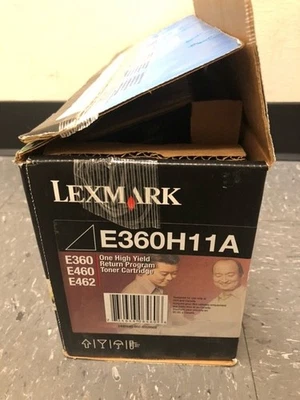 LEXMARK
E360H11A
E360
E460
E462
One High Yield
Return Program
Toner Cartridge